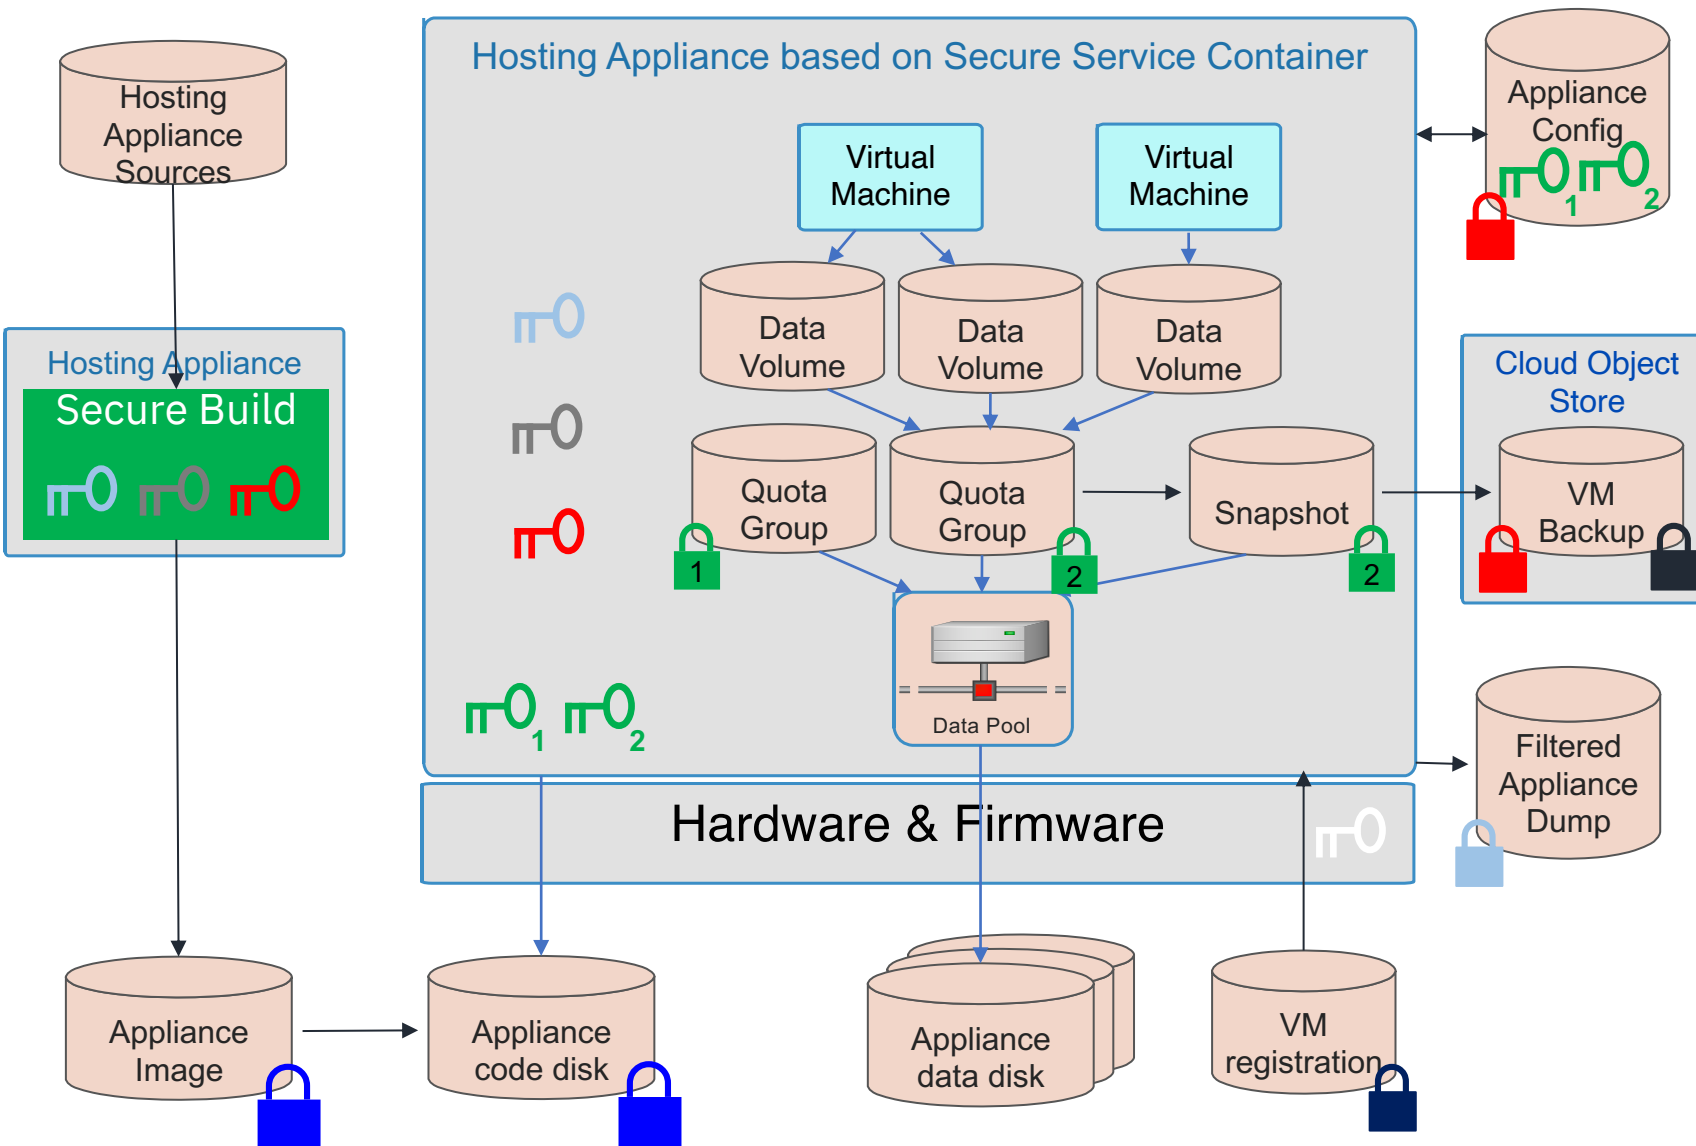 Hosting Appliance based on Secure Service Container
Hosting
Appliance
Sources
Appliance
Config
1
2
Virtual
Machine
Virtual
Machine
Data
Volume
Data
Volume
Data
Volume
Hosting Appliance
Secure Build
Cloud Object
Store
Quota
Group
1
Quota
Group
2
Snapshot
2
VM
Backup
Data Pool
1
2
Filtered
Appliance
Dump
Hardware & Firmware
Appliance
Image
Appliance
code disk
Appliance
data disk
VM
registration